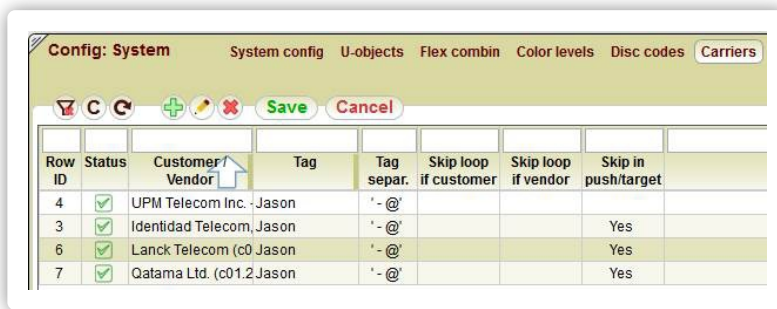 Config: System System config U-objects Flex combin Color levels Disc codes Carriers
C Save Cancel
Row ID Status Customer / Vendor Tag Tag separ. Skip loop if customer Skip loop if vendor Skip in push/target
4 UPM Telecom Inc. - Jason ' - @'
3 Identidad Telecom, Jason ' - @' Yes
6 Lanck Telecom (c0 Jason ' - @' Yes
7 Qatama Ltd. (c01.2 Jason ' - @' Yes